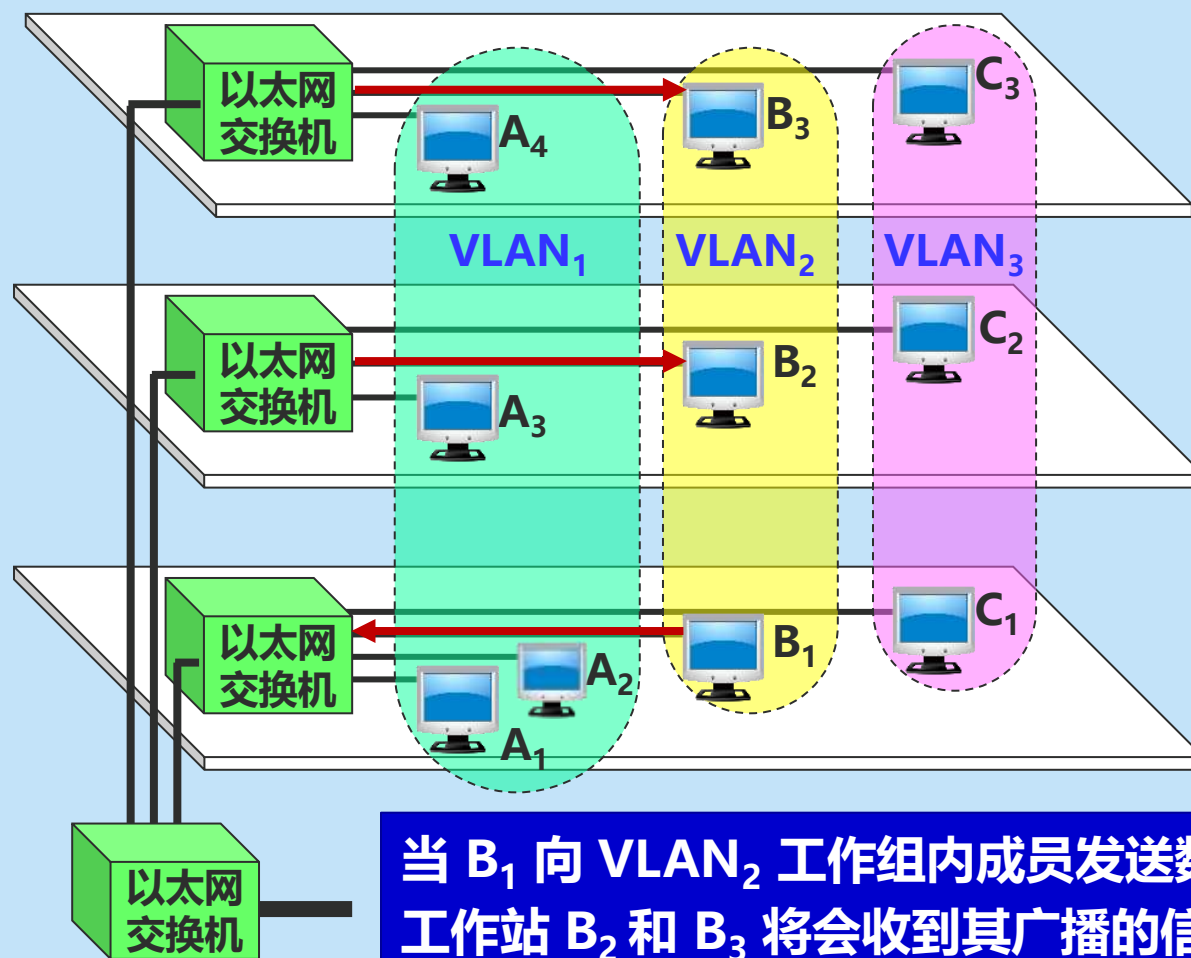 以太网
交换机
A₄
B₃
C₃
VLAN₁
VLAN₂
VLAN₃
以太网
交换机
A₃
B₂
C₂
以太网
交换机
A₂
A₁
B₁
C₁
以太网
交换机
当 B₁ 向 VLAN₂ 工作组内成员发送数
工作站 B₂ 和 B₃ 将会收到其广播的信